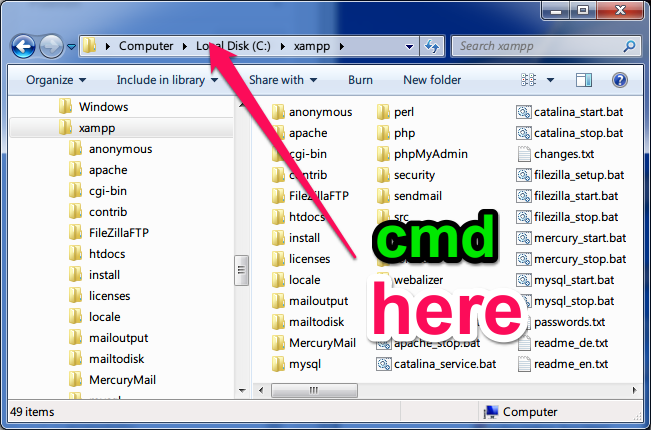 Computer Local Disk (C:) xampp Search xampp
Organize Include in library Share with Burn New folder
Windows
xampp
anonymous
apache
cgi-bin
contrib
FileZillaFTP
htdocs
install
licenses
locale
mailoutput
mailtodisk
MercuryMail
mysql
anonymous
apache
cgi-bin
contrib
FileZillaFTP
htdocs
install
licenses
locale
mailoutput
mailtodisk
MercuryMail
mysql
perl
php
phpMyAdmin
security
sendmail
src
webalizer
apache_stop.bat
catalina_service.bat
catalina_start.bat
catalina_stop.bat
changes.txt
filezilla_setup.bat
filezilla_start.bat
filezilla_stop.bat
mercury_start.bat
mercury_stop.bat
mysql_start.bat
mysql_stop.bat
passwords.txt
readme_de.txt
readme_en.txt
cmd
here
49 items Computer